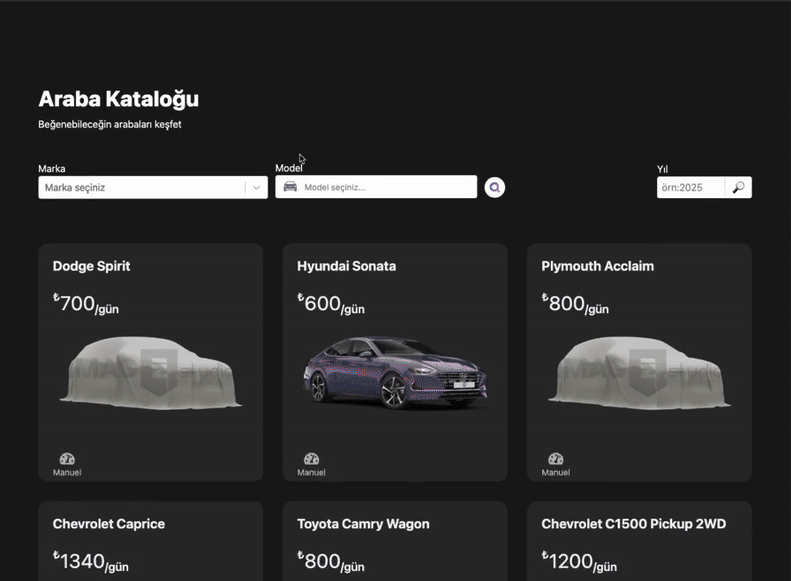 Araba Kataloğu
Beğenebileceğin arabaları keşfet
Marka
Model
Yıl
Marka seçiniz
Model seçiniz...
örn:2025
Dodge Spirit
Hyundai Sonata
Plymouth Acclaim
₺700/gün
₺600/gün
₺800/gün
Manuel
Manuel
Manuel
Chevrolet Caprice
Toyota Camry Wagon
Chevrolet C1500 Pickup 2WD
₺1340/gün
₺800/gün
₺1200/gün